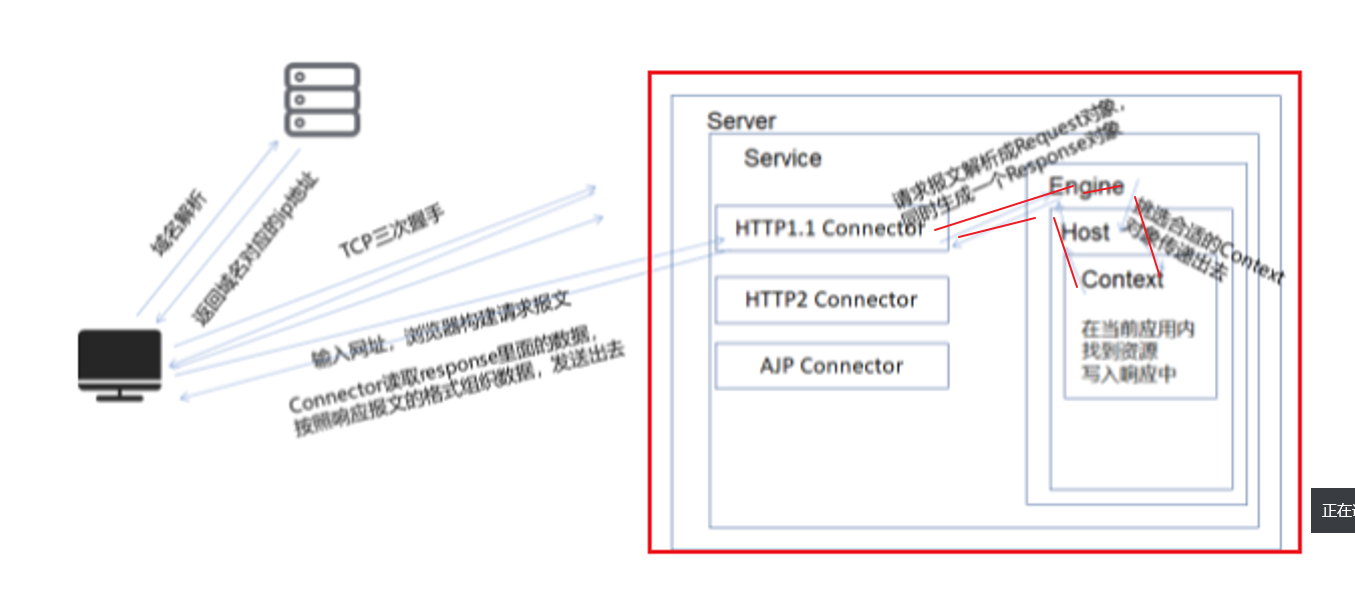 域名解析
返回域名对应的ip地址
TCP三次握手
输入网址，浏览器构建请求报文
Connector读取response里面的数据，
按照响应报文的格式组织数据，发送出去
Server
Service
HTTP1.1 Connector
HTTP2 Connector
AJP Connector
请求报文解析成Request对象，
同时生成一个Response对象
Engine
Host
选合适的Context
对象传递出去
Context
在当前应用内
找到资源
写入响应中
正在